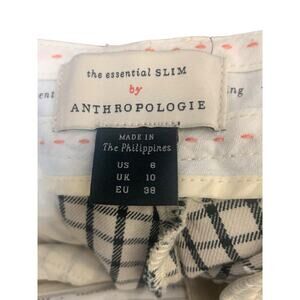 the essential SLIM
by
ANTHROPOLOGIE
MADE IN
The Philippines
US 6
UK 10
EU 38